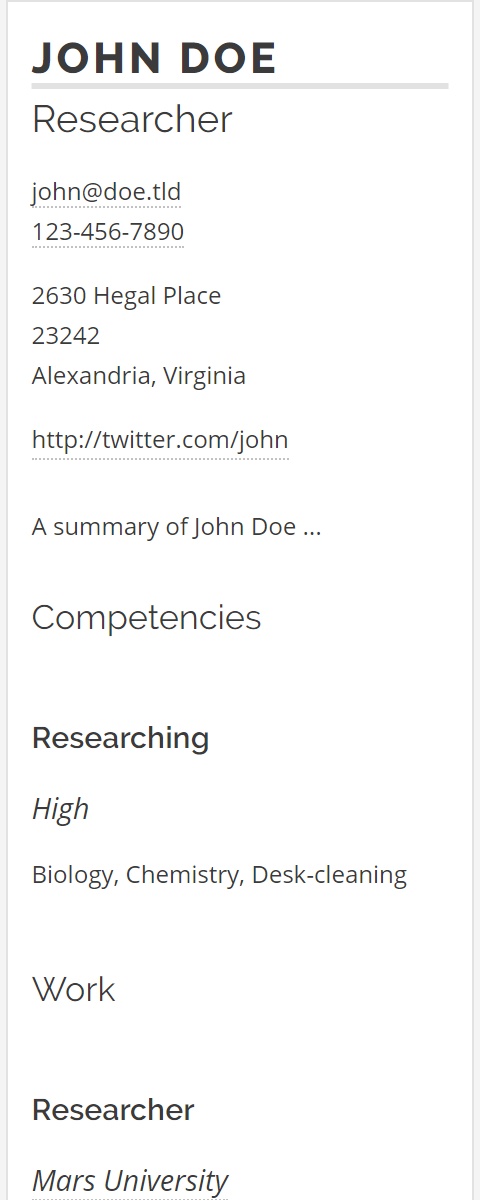 JOHN DOE
Researcher
john@doe.tld
123-456-7890
2630 Hegal Place
23242
Alexandria, Virginia
http://twitter.com/john
A summary of John Doe ...
Competencies
Researching
High
Biology, Chemistry, Desk-cleaning
Work
Researcher
Mars University